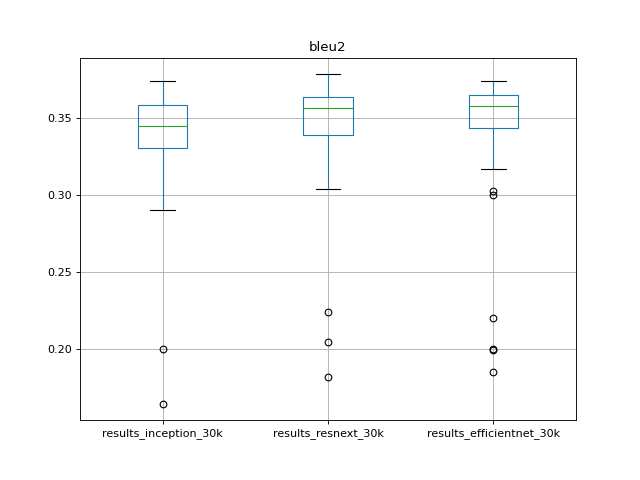 bleu2
0.35
0.30
0.25
0.20
results_inception_30k
results_resnext_30k
results_efficientnet_30k